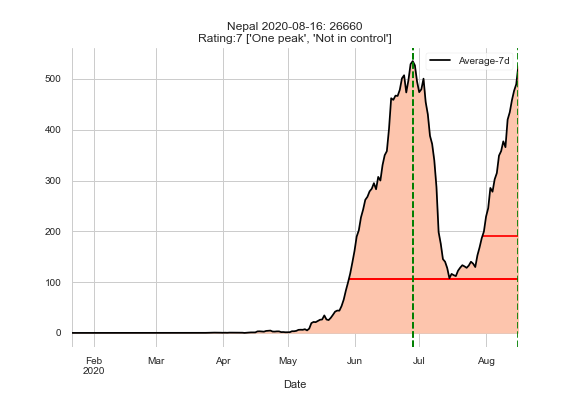 Nepal 2020-08-16: 26660
Rating:7 ['One peak', 'Not in control']
Average-7d
500
400
300
200
100
0
Feb
2020
Mar
Apr
May
Jun
Jul
Aug
Date